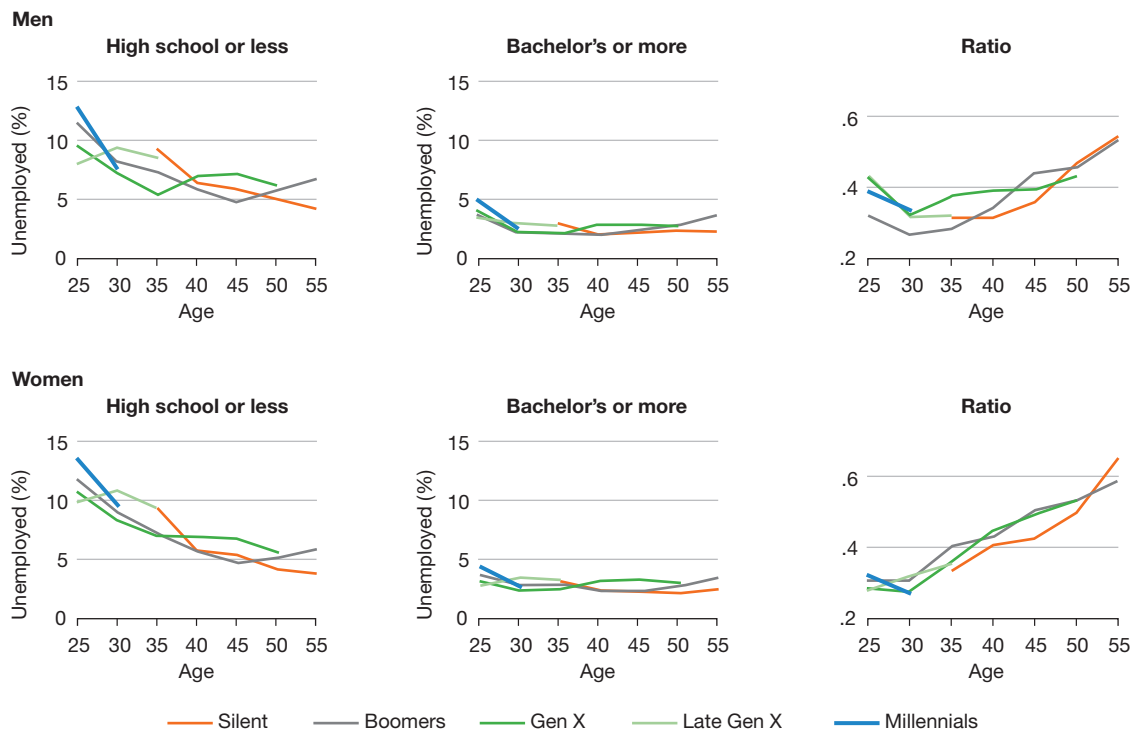 Men
High school or less
Bachelor's or more
Ratio
Unemployed (%)
15
10
5
0
25 30 35 40 45 50 55
Age
Unemployed (%)
15
10
5
0
25 30 35 40 45 50 55
Age
.6
.4
.2
25 30 35 40 45 50 55
Age
Women
High school or less
Bachelor's or more
Ratio
Unemployed (%)
15
10
5
0
25 30 35 40 45 50 55
Age
Unemployed (%)
15
10
5
0
25 30 35 40 45 50 55
Age
.6
.4
.2
25 30 35 40 45 50 55
Age
Silent Boomers Gen X Late Gen X Millennials